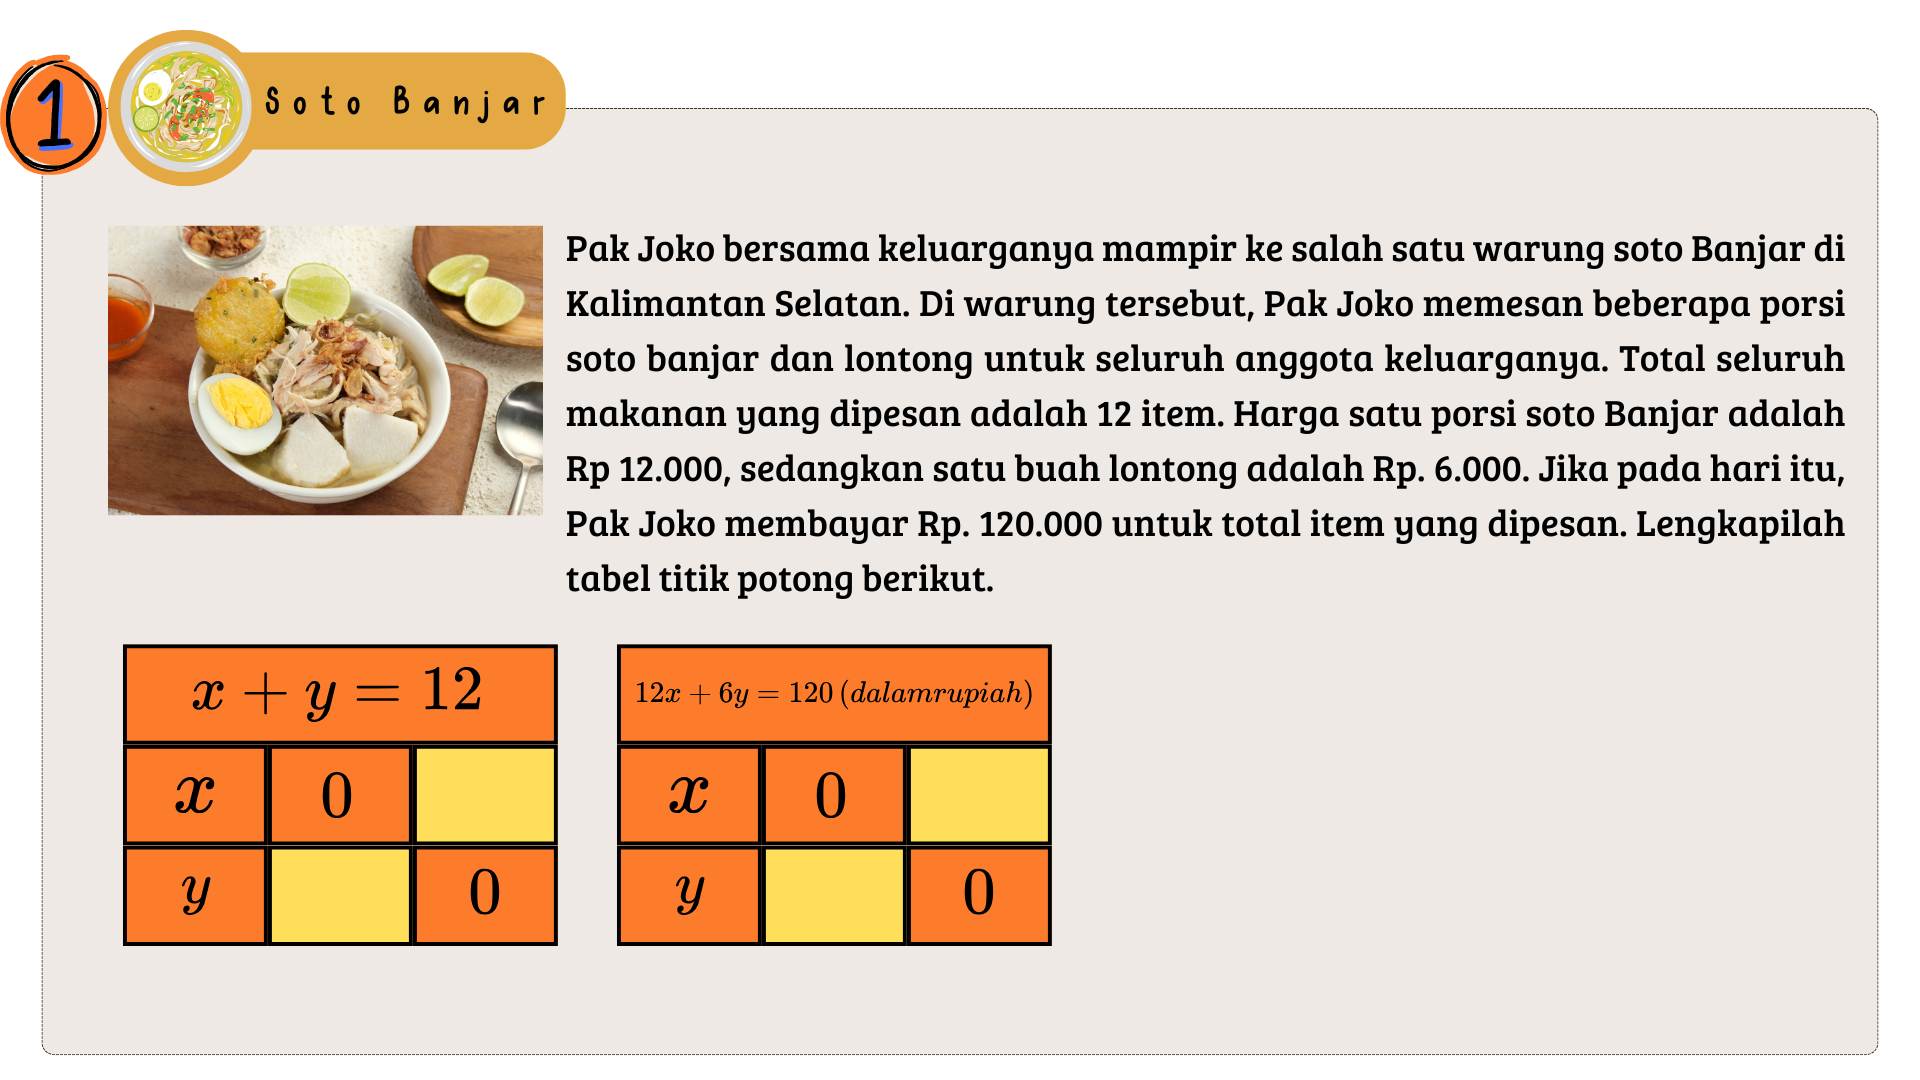 1
Soto Banjar
Pak Joko bersama keluarganya mampir ke salah satu warung soto Banjar di
Kalimantan Selatan. Di warung tersebut, Pak Joko memesan beberapa porsi
soto banjar dan lontong untuk seluruh anggota keluarganya. Total seluruh
makanan yang dipesan adalah 12 item. Harga satu porsi soto Banjar adalah
Rp 12.000, sedangkan satu buah lontong adalah Rp. 6.000. Jika pada hari itu,
Pak Joko membayar Rp. 120.000 untuk total item yang dipesan. Lengkapilah
tabel titik potong berikut.
x + y = 12
x 0
y 0
12x + 6y = 120 (dalamrupiah)
x 0
y 0